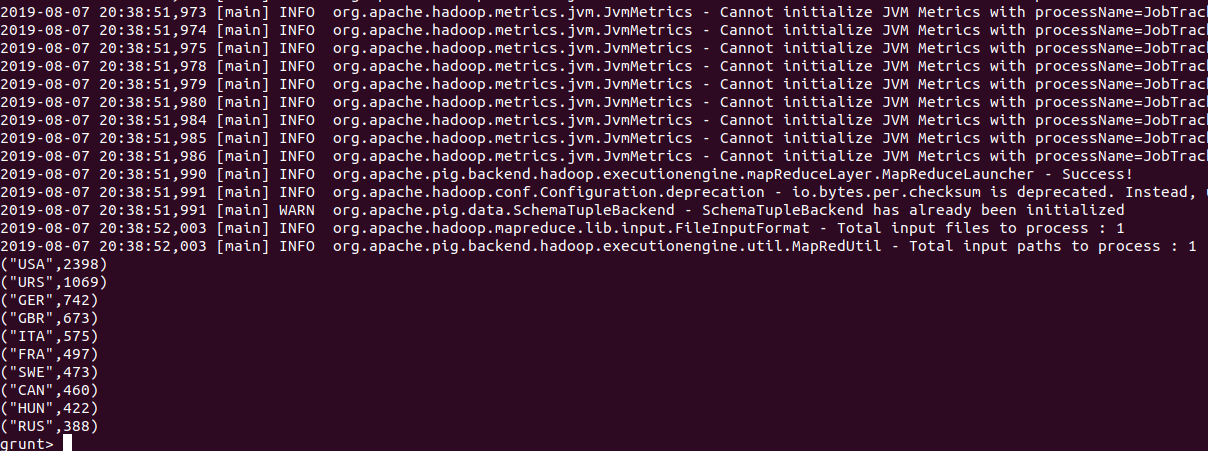 2019-08-07 20:38:51,973 [main] INFO  org.apache.hadoop.metrics.jvm.JvmMetrics - Cannot initialize JVM Metrics with processName=JobTrac
2019-08-07 20:38:51,974 [main] INFO  org.apache.hadoop.metrics.jvm.JvmMetrics - Cannot initialize JVM Metrics with processName=JobTrac
2019-08-07 20:38:51,975 [main] INFO  org.apache.hadoop.metrics.jvm.JvmMetrics - Cannot initialize JVM Metrics with processName=JobTrac
2019-08-07 20:38:51,978 [main] INFO  org.apache.hadoop.metrics.jvm.JvmMetrics - Cannot initialize JVM Metrics with processName=JobTrac
2019-08-07 20:38:51,979 [main] INFO  org.apache.hadoop.metrics.jvm.JvmMetrics - Cannot initialize JVM Metrics with processName=JobTrac
2019-08-07 20:38:51,980 [main] INFO  org.apache.hadoop.metrics.jvm.JvmMetrics - Cannot initialize JVM Metrics with processName=JobTrac
2019-08-07 20:38:51,984 [main] INFO  org.apache.hadoop.metrics.jvm.JvmMetrics - Cannot initialize JVM Metrics with processName=JobTrac
2019-08-07 20:38:51,985 [main] INFO  org.apache.hadoop.metrics.jvm.JvmMetrics - Cannot initialize JVM Metrics with processName=JobTrac
2019-08-07 20:38:51,986 [main] INFO  org.apache.hadoop.metrics.jvm.JvmMetrics - Cannot initialize JVM Metrics with processName=JobTrac
2019-08-07 20:38:51,990 [main] INFO  org.apache.pig.backend.hadoop.executionengine.mapReduceLayer.MapReduceLauncher - Success!
2019-08-07 20:38:51,991 [main] INFO  org.apache.hadoop.conf.Configuration.deprecation - io.bytes.per.checksum is deprecated. Instead,
2019-08-07 20:38:51,991 [main] WARN  org.apache.pig.data.SchemaTupleBackend - SchemaTupleBackend has already been initialized
2019-08-07 20:38:52,003 [main] INFO  org.apache.hadoop.mapreduce.lib.input.FileInputFormat - Total input files to process : 1
2019-08-07 20:38:52,003 [main] INFO  org.apache.pig.backend.hadoop.executionengine.util.MapRedUtil - Total input paths to process : 1
("USA",2398)
("URS",1069)
("GER",742)
("GBR",673)
("ITA",575)
("FRA",497)
("SWE",473)
("CAN",460)
("HUN",422)
("RUS",388)
grunt>